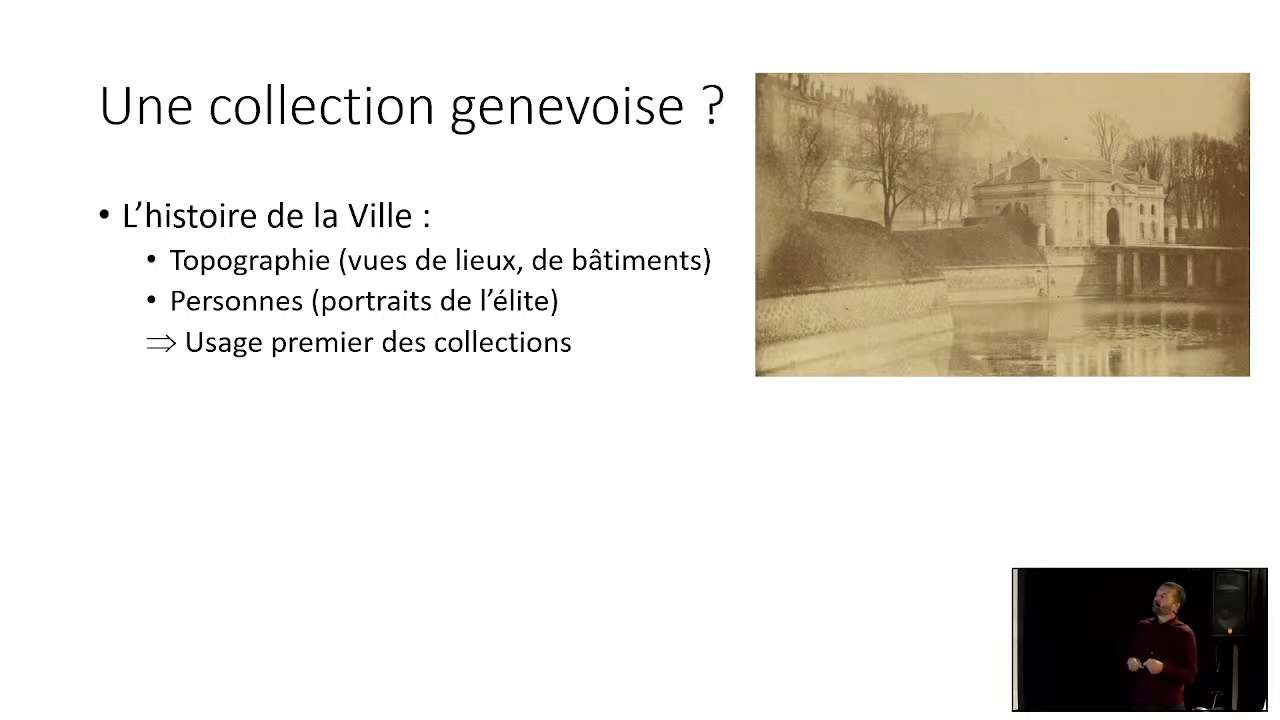 Une collection genevoise ?
• L’histoire de la Ville :
• Topographie (vues de lieux, de bâtiments)
• Personnes (portraits de l’élite)
⇒ Usage premier des collections